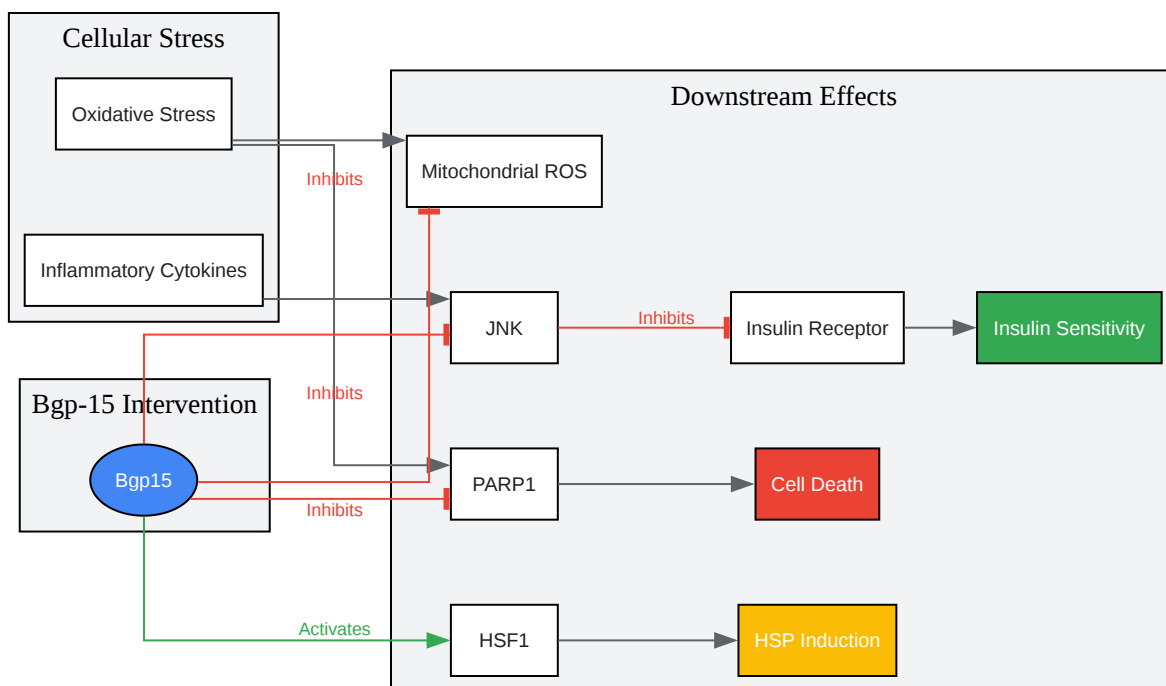 Cellular Stress
Oxidative Stress
Inflammatory Cytokines
Bgp-15 Intervention
Bgp15
Inhibits
Inhibits
Inhibits
Activates
Downstream Effects
Mitochondrial ROS
JNK
Inhibits
Insulin Receptor
Insulin Sensitivity
PARP1
Cell Death
HSF1
HSP Induction